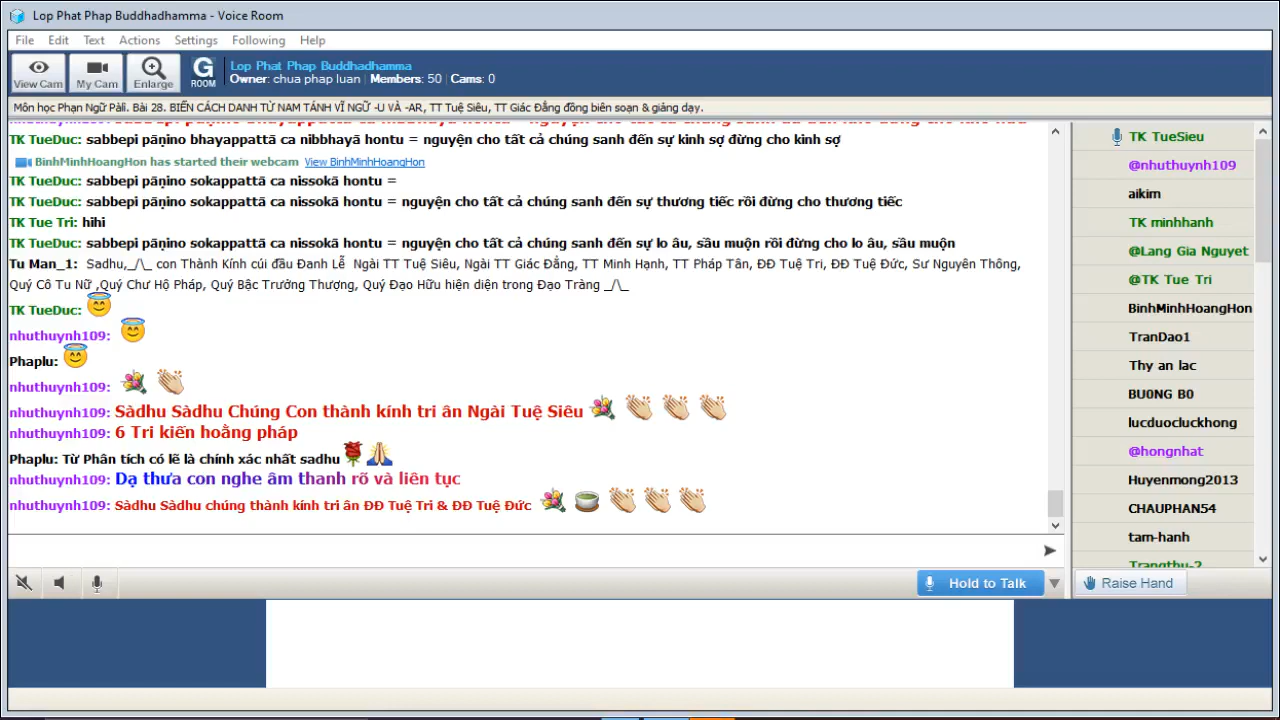 Lop Phat Phap Buddhadhamma - Voice Room
File Edit Text Actions Settings Following Help
View Cam My Cam Enlarge G ROOM
Lop Phat Phap Buddhadhamma
Owner: chua phap luan Members: 50 Cams: 0
Môn học Phạn Ngữ Pàli. Bài 28. BIẾN CÁCH DANH TỪ NAM TÁNH VĨ NGỮ -U VÀ -AR, TT Tuệ Siêu, TT Giác Đẳng đồng biên soạn & giảng dạy.
TK TueDuc: sabbepi pāṇino bhayappattā ca nibbhayā hontu = nguyện cho tất cả chúng sanh đến sự kinh sợ đừng cho kinh sợ
BinhMinhHoangHon has started their webcam View BinhMinhHoangHon
TK TueDuc: sabbepi pāṇino sokappattā ca nissokā hontu =
TK TueDuc: sabbepi pāṇino sokappattā ca nissokā hontu = nguyện cho tất cả chúng sanh đến sự thương tiếc rồi đừng cho thương tiếc
TK Tue Tri: hihi
TK TueDuc: sabbepi pāṇino sokappattā ca nissokā hontu = nguyện cho tất cả chúng sanh đến sự lo âu, sầu muộn rồi đừng cho lo âu, sầu muộn
Tu Man_1: Sadhu,_/\_ con Thành Kính cúi đầu Đanh Lễ Ngài TT Tuệ Siêu, Ngài TT Giác Đẳng, TT Minh Hạnh, TT Pháp Tân, ĐĐ Tuệ Tri, ĐĐ Tuệ Đức, Sư Nguyên Thông,
Quý Cô Tu Nữ ,Quý Chư Hộ Pháp, Quý Bậc Trưởng Thượng, Quý Đạo Hữu hiện diện trong Đạo Tràng _/\_
TK TueDuc: 😇
nhuthuynh109: 😇
Phaplu: 😇
nhuthuynh109: 💐 👏
nhuthuynh109: Sàdhu Sàdhu Chúng Con thành kính tri ân Ngài Tuệ Siêu 💐 👏 👏 👏
nhuthuynh109: 6 Tri kiến hoằng pháp
Phaplu: Từ Phân tích có lẽ là chính xác nhất sadhu 🌹 🙏
nhuthuynh109: Dạ thưa con nghe âm thanh rõ và liên tục
nhuthuynh109: Sàdhu Sàdhu chúng thành kính tri ân ĐĐ Tuệ Tri & ĐĐ Tuệ Đức 💐 🍵 👏 👏 👏
TK TueSieu
@nhuthuynh109
aikim
TK minhhanh
@Lang Gia Nguyet
@TK Tue Tri
BinhMinhHoangHon
TranDao1
Thy an lac
BU0NG B0
lucduocluckhong
@hongnhat
Huyenmong2013
CHAUPHAN54
tam-hanh
Trangthu-2
Hold to Talk
Raise Hand